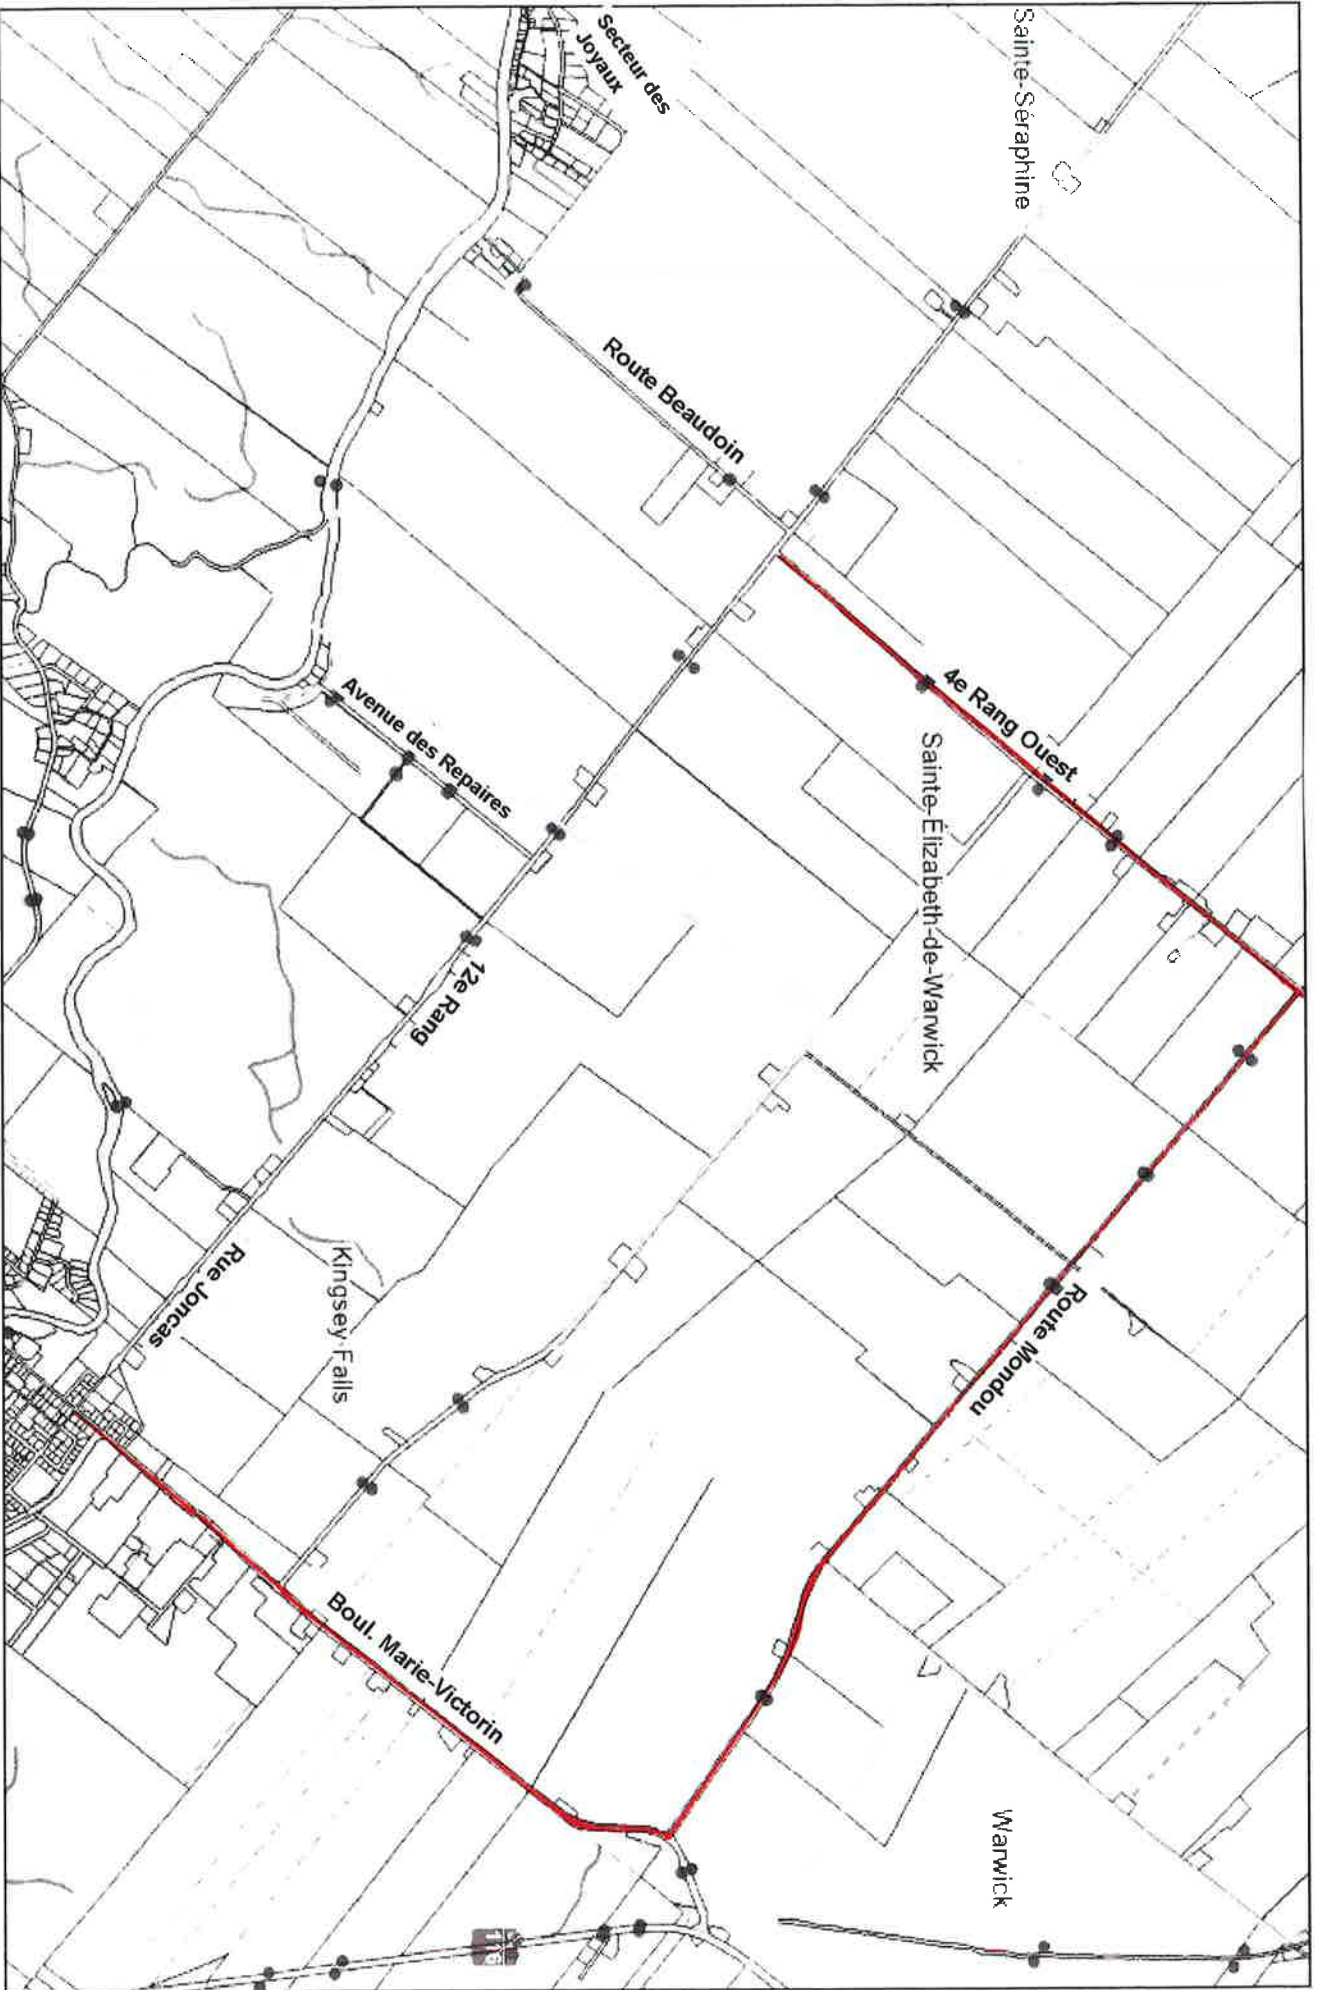 Secteur des
Joyaux
Sainte-Séraphine
Route Beaudoin
4e Rang Ouest
Sainte-Élizabeth-de-Warwick
Avenue des Repaires
12e Rang
Route Mondou
Rue Joncas
Kingsey Falls
Boul. Marie-Victorin
Warwick